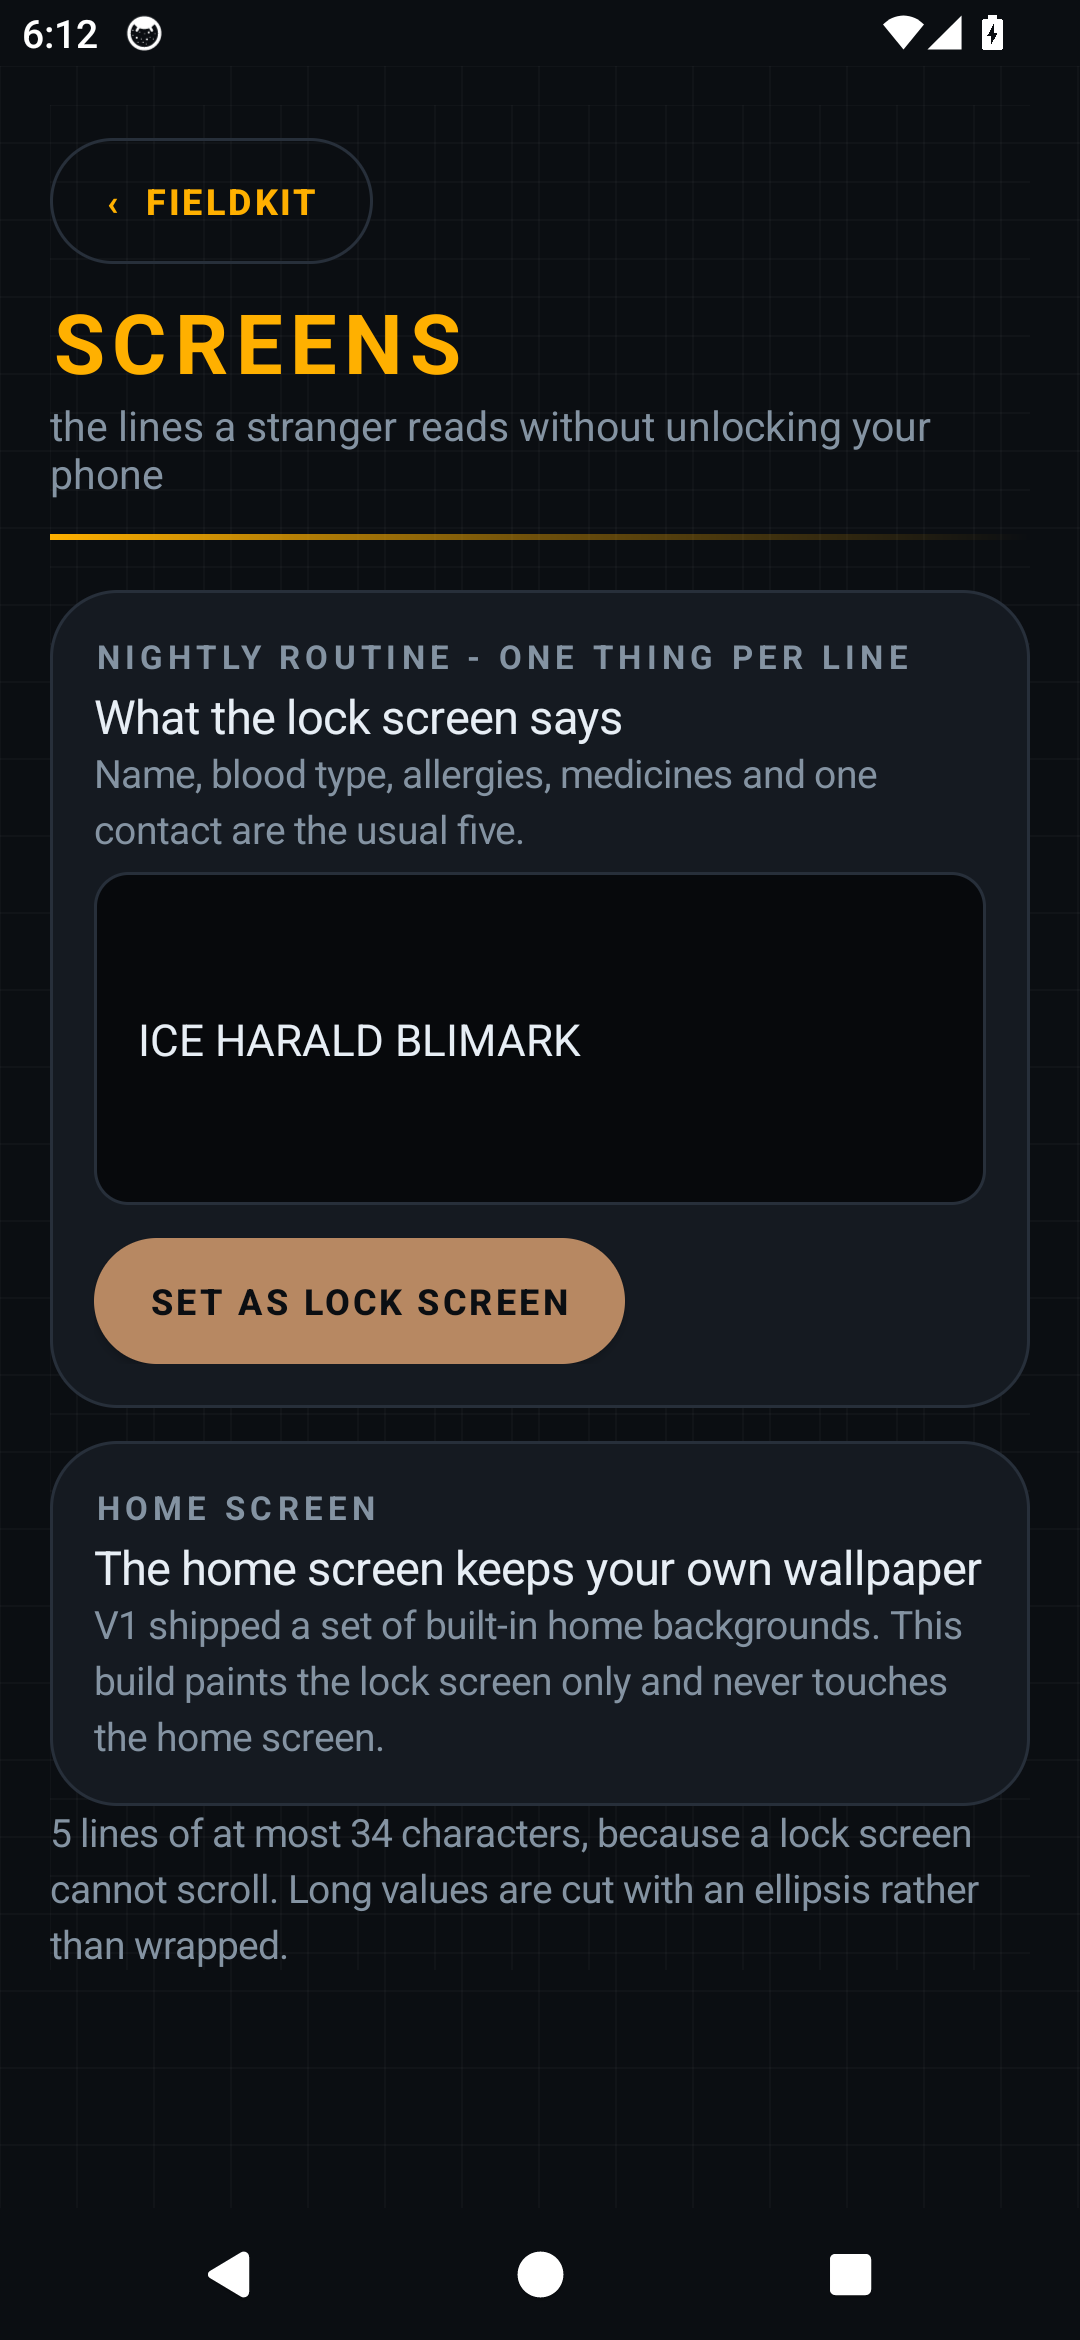 6:12
‹ FIELDKIT
SCREENS
the lines a stranger reads without unlocking your
phone
NIGHTLY ROUTINE - ONE THING PER LINE
What the lock screen says
Name, blood type, allergies, medicines and one
contact are the usual five.
ICE HARALD BLIMARK
SET AS LOCK SCREEN
HOME SCREEN
The home screen keeps your own wallpaper
V1 shipped a set of built-in home backgrounds. This
build paints the lock screen only and never touches
the home screen.
5 lines of at most 34 characters, because a lock screen
cannot scroll. Long values are cut with an ellipsis rather
than wrapped.